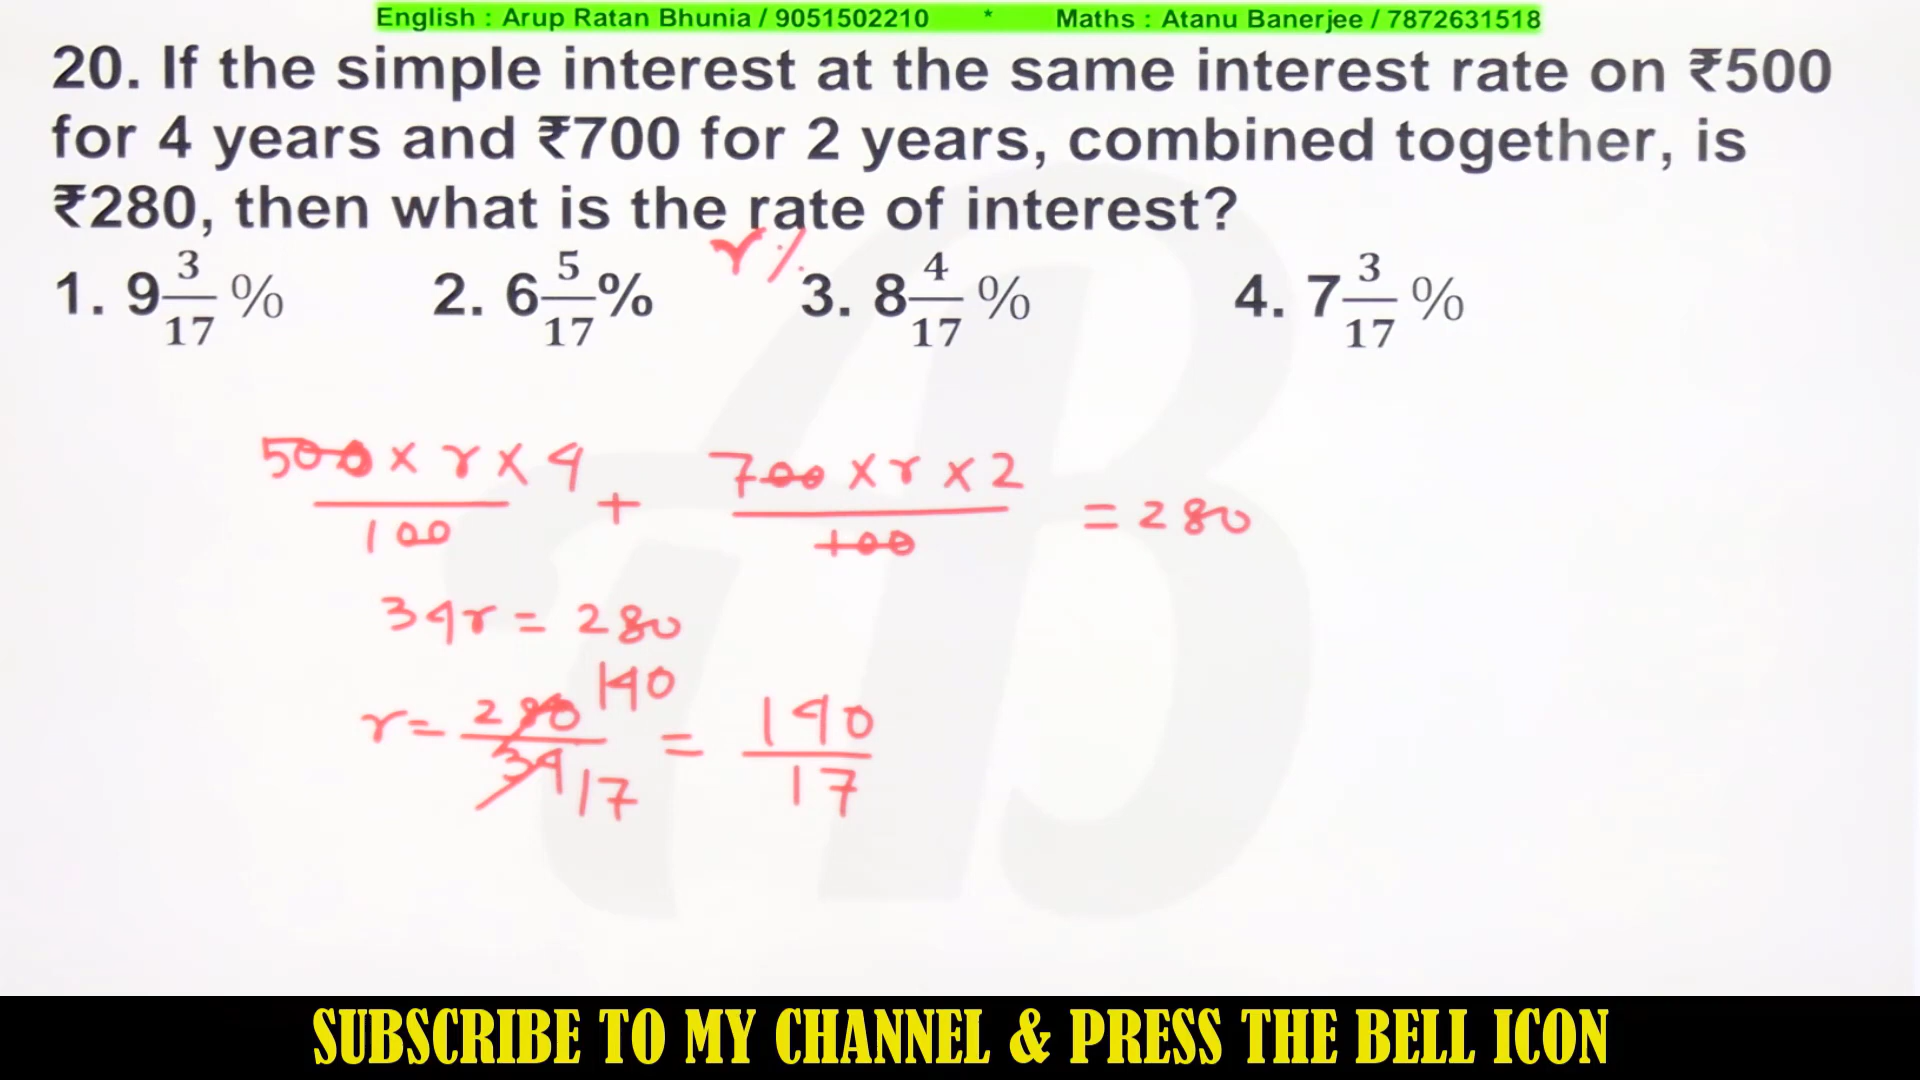 English : Arup Ratan Bhunia / 9051502210 * Maths : Atanu Banerjee / 7872631518
20. If the simple interest at the same interest rate on ₹500
for 4 years and ₹700 for 2 years, combined together, is
₹280, then what is the rate of interest?
r%
1. 9 3/17 % 2. 6 5/17 % 3. 8 4/17 % 4. 7 3/17 %
500 × r × 4 / 100 + 700 × r × 2 / 100 = 280
34r = 280
r = 280 / 34 140 / 17 = 140 / 17
SUBSCRIBE TO MY CHANNEL & PRESS THE BELL ICON